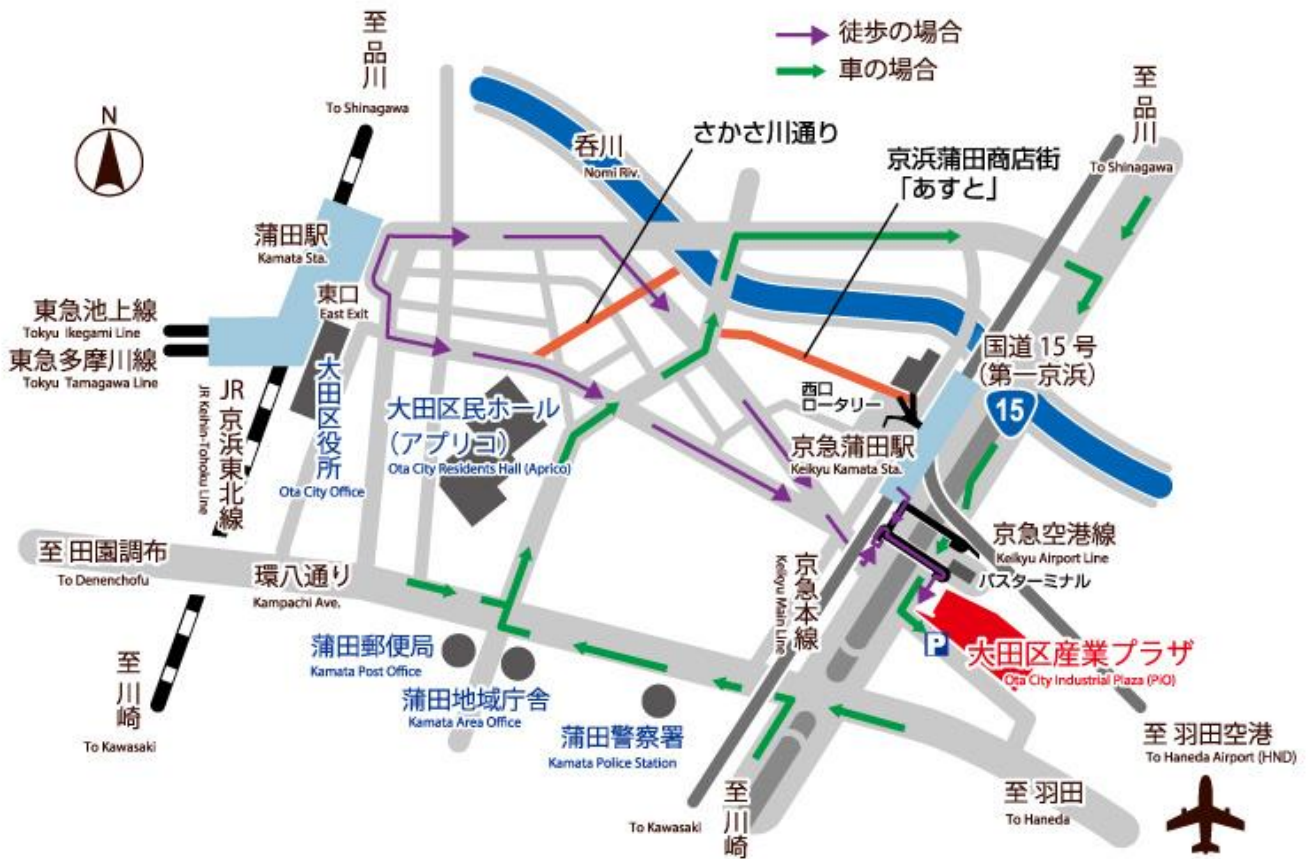 徒歩の場合
車の場合
至 品川
To Shinagawa
N
さかさ川通り
呑川
Nomi Riv.
京浜蒲田商店街
「あすと」
至 品川
To Shinagawa
蒲田駅
Kamata Sta.
東口
East Exit
東急池上線
Tokyu Ikegami Line
東急多摩川線
Tokyu Tamagawa Line
JR 京浜東北線
JR Keihin-Tohoku Line
大田区役所
Ota City Office
大田区民ホール
(アプリコ)
Ota City Residents Hall (Aprico)
西口
ロータリー
京急蒲田駅
Keikyu Kamata Sta.
国道 15 号
(第一京浜)
15
京急空港線
Keikyu Airport Line
バスターミナル
至 田園調布
To Denenchofu
環八通り
Kampachi Ave.
京急本線
Keikyu Main Line
P
大田区産業プラザ
Ota City Industrial Plaza (PiO)
蒲田郵便局
Kamata Post Office
蒲田地域庁舎
Kamata Area Office
蒲田警察署
Kamata Police Station
至 川崎
To Kawasaki
To Kawasaki
至 川崎
至 羽田
To Haneda
至 羽田空港
To Haneda Airport (HND)